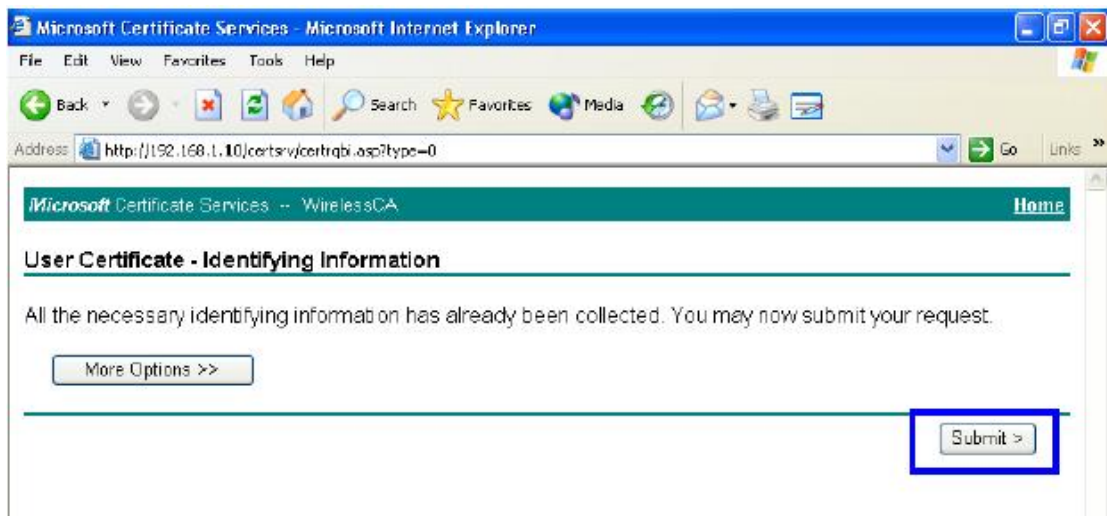 Microsoft Certificate Services - Microsoft Internet Explorer
File Edit View Favorites Tools Help
Back Search Favorites Media
Address http://192.168.1.10/certsrv/certrqbi.asp?type=0 Go Links »
Microsoft Certificate Services -- WirelessCA Home
User Certificate - Identifying Information
All the necessary identifying information has already been collected. You may now submit your request.
More Options >>
Submit >